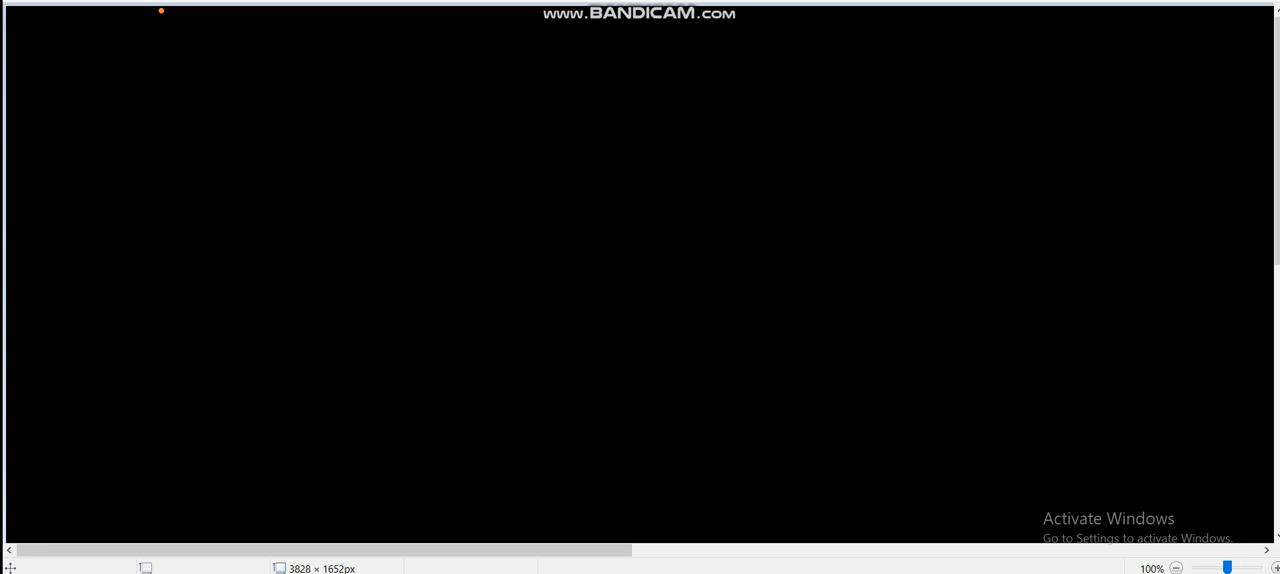 www.BANDICAM.com
Activate Windows
Go to Settings to activate Windows.
3828 × 1652px
100%